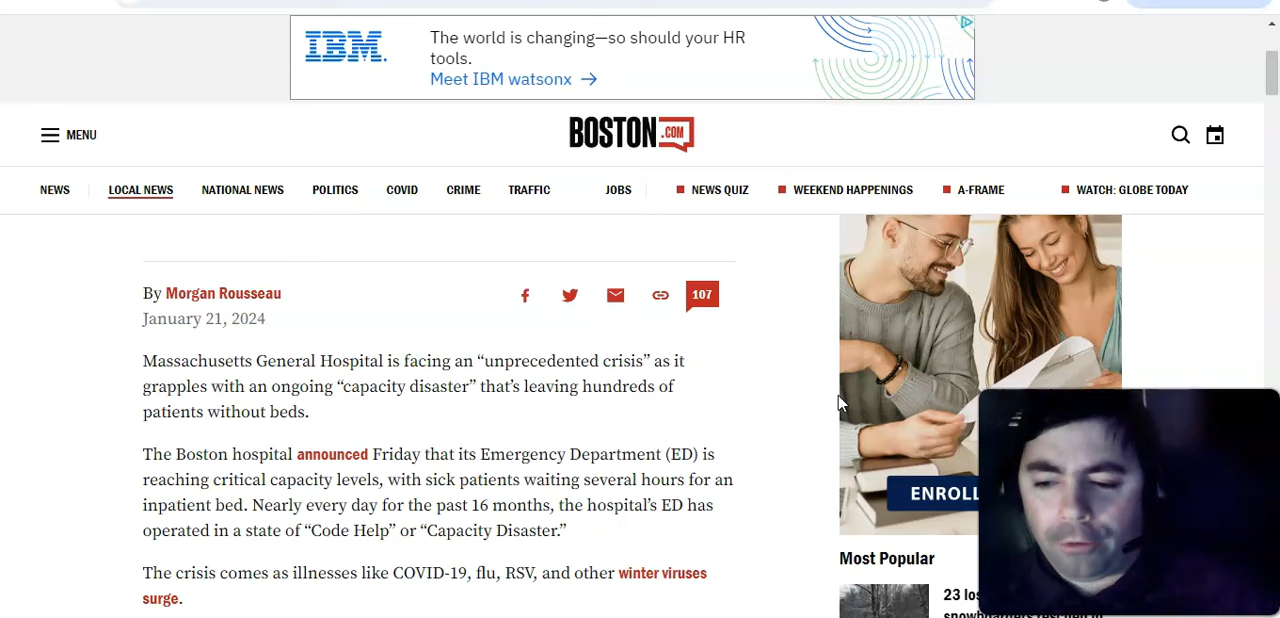 IBM.
The world is changing—so should your HR
tools.
Meet IBM watsonx →
MENU
BOSTON.COM
NEWS
LOCAL NEWS
NATIONAL NEWS
POLITICS
COVID
CRIME
TRAFFIC
JOBS
NEWS QUIZ
WEEKEND HAPPENINGS
A-FRAME
WATCH: GLOBE TODAY
By Morgan Rousseau
January 21, 2024
107
Massachusetts General Hospital is facing an “unprecedented crisis” as it
grapples with an ongoing “capacity disaster” that’s leaving hundreds of
patients without beds.
The Boston hospital announced Friday that its Emergency Department (ED) is
reaching critical capacity levels, with sick patients waiting several hours for an
inpatient bed. Nearly every day for the past 16 months, the hospital’s ED has
operated in a state of “Code Help” or “Capacity Disaster.”
The crisis comes as illnesses like COVID-19, flu, RSV, and other winter viruses
surge.
ENROLL
Most Popular
23 los